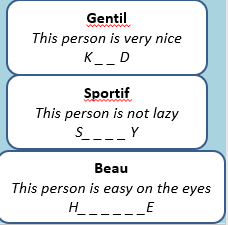 Gentil
This person is very nice
K _ _ D
Sportif
This person is not lazy
S_ _ _ _ Y
Beau
This person is easy on the eyes
H_ _ _ _ _ _E